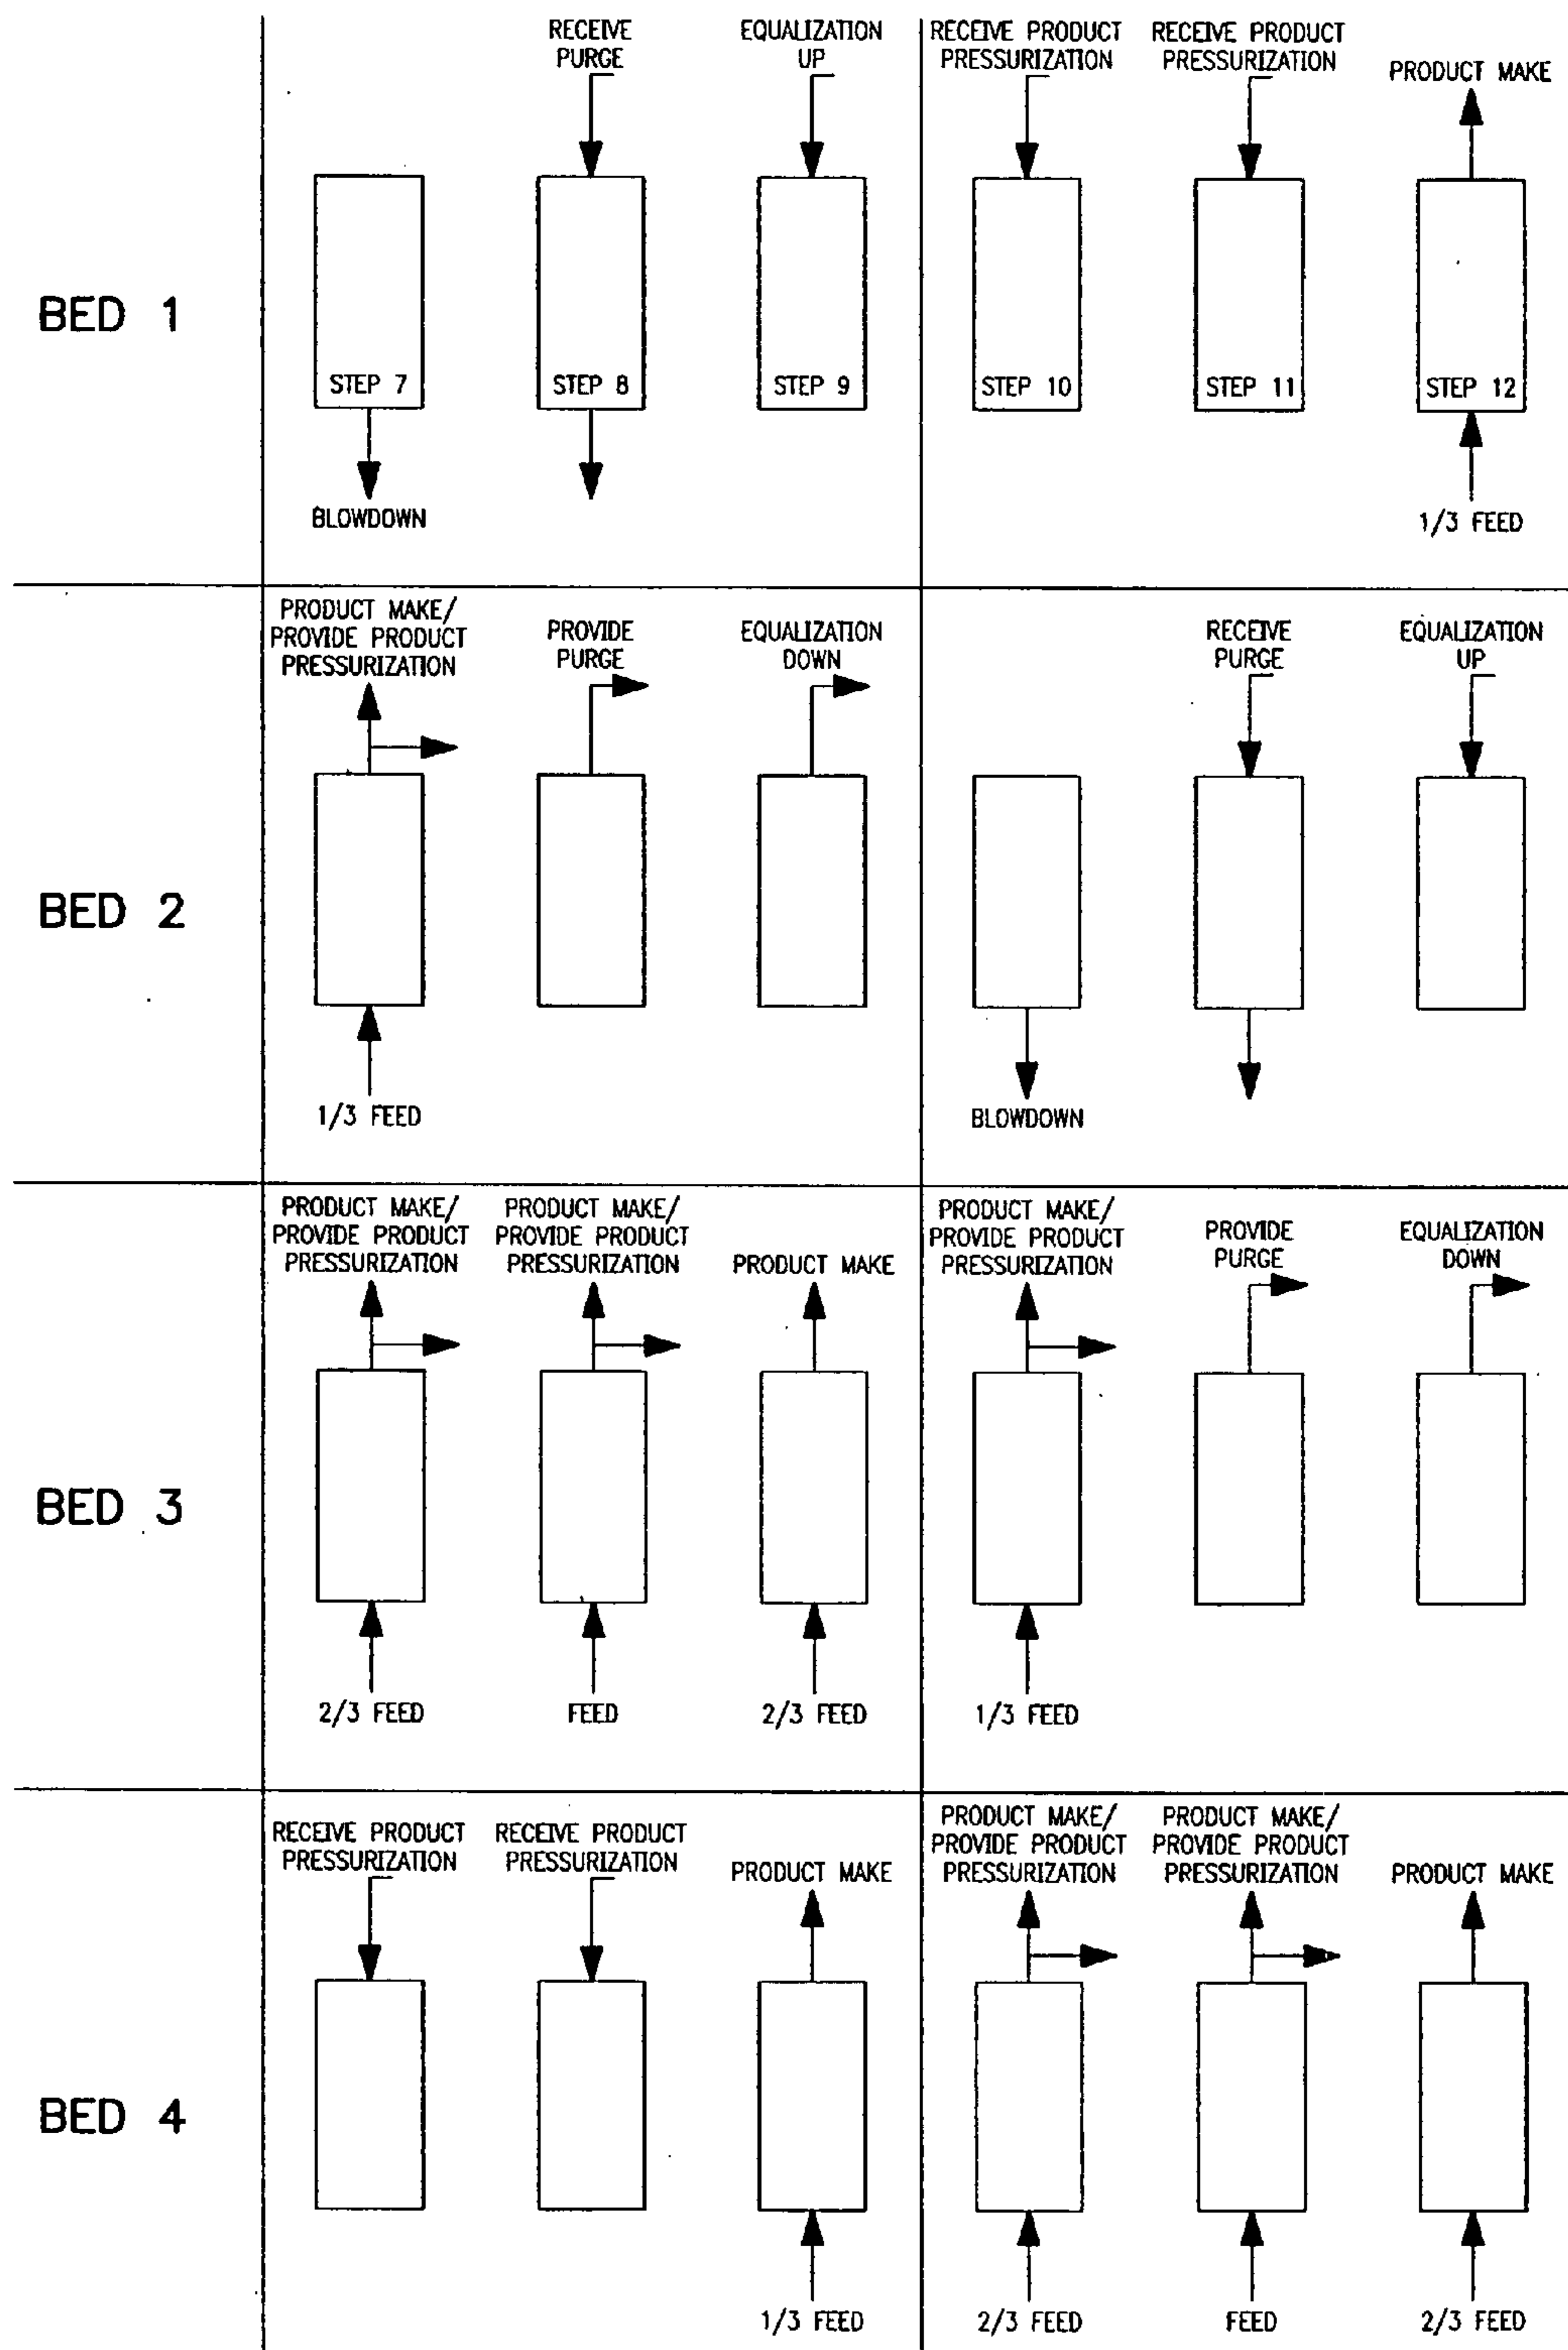 RECEIVE
PURGE
EQUALIZATION
UP
RECEIVE PRODUCT
PRESSURIZATION
RECEIVE PRODUCT
PRESSURIZATION
PRODUCT MAKE
BED 1
STEP 7
STEP 8
STEP 9
STEP 10
STEP 11
STEP 12
BLOWDOWN
1/3 FEED
PRODUCT MAKE/
PROVIDE PRODUCT
PRESSURIZATION
PROVIDE
PURGE
EQUALIZATION
DOWN
RECEIVE
PURGE
EQUALIZATION
UP
BED 2
1/3 FEED
BLOWDOWN
PRODUCT MAKE/
PROVIDE PRODUCT
PRESSURIZATION
PRODUCT MAKE/
PROVIDE PRODUCT
PRESSURIZATION
PRODUCT MAKE
PRODUCT MAKE/
PROVIDE PRODUCT
PRESSURIZATION
PROVIDE
PURGE
EQUALIZATION
DOWN
BED 3
2/3 FEED
FEED
2/3 FEED
1/3 FEED
RECEIVE PRODUCT
PRESSURIZATION
RECEIVE PRODUCT
PRESSURIZATION
PRODUCT MAKE
PRODUCT MAKE/
PROVIDE PRODUCT
PRESSURIZATION
PRODUCT MAKE/
PROVIDE PRODUCT
PRESSURIZATION
PRODUCT MAKE
BED 4
1/3 FEED
2/3 FEED
FEED
2/3 FEED